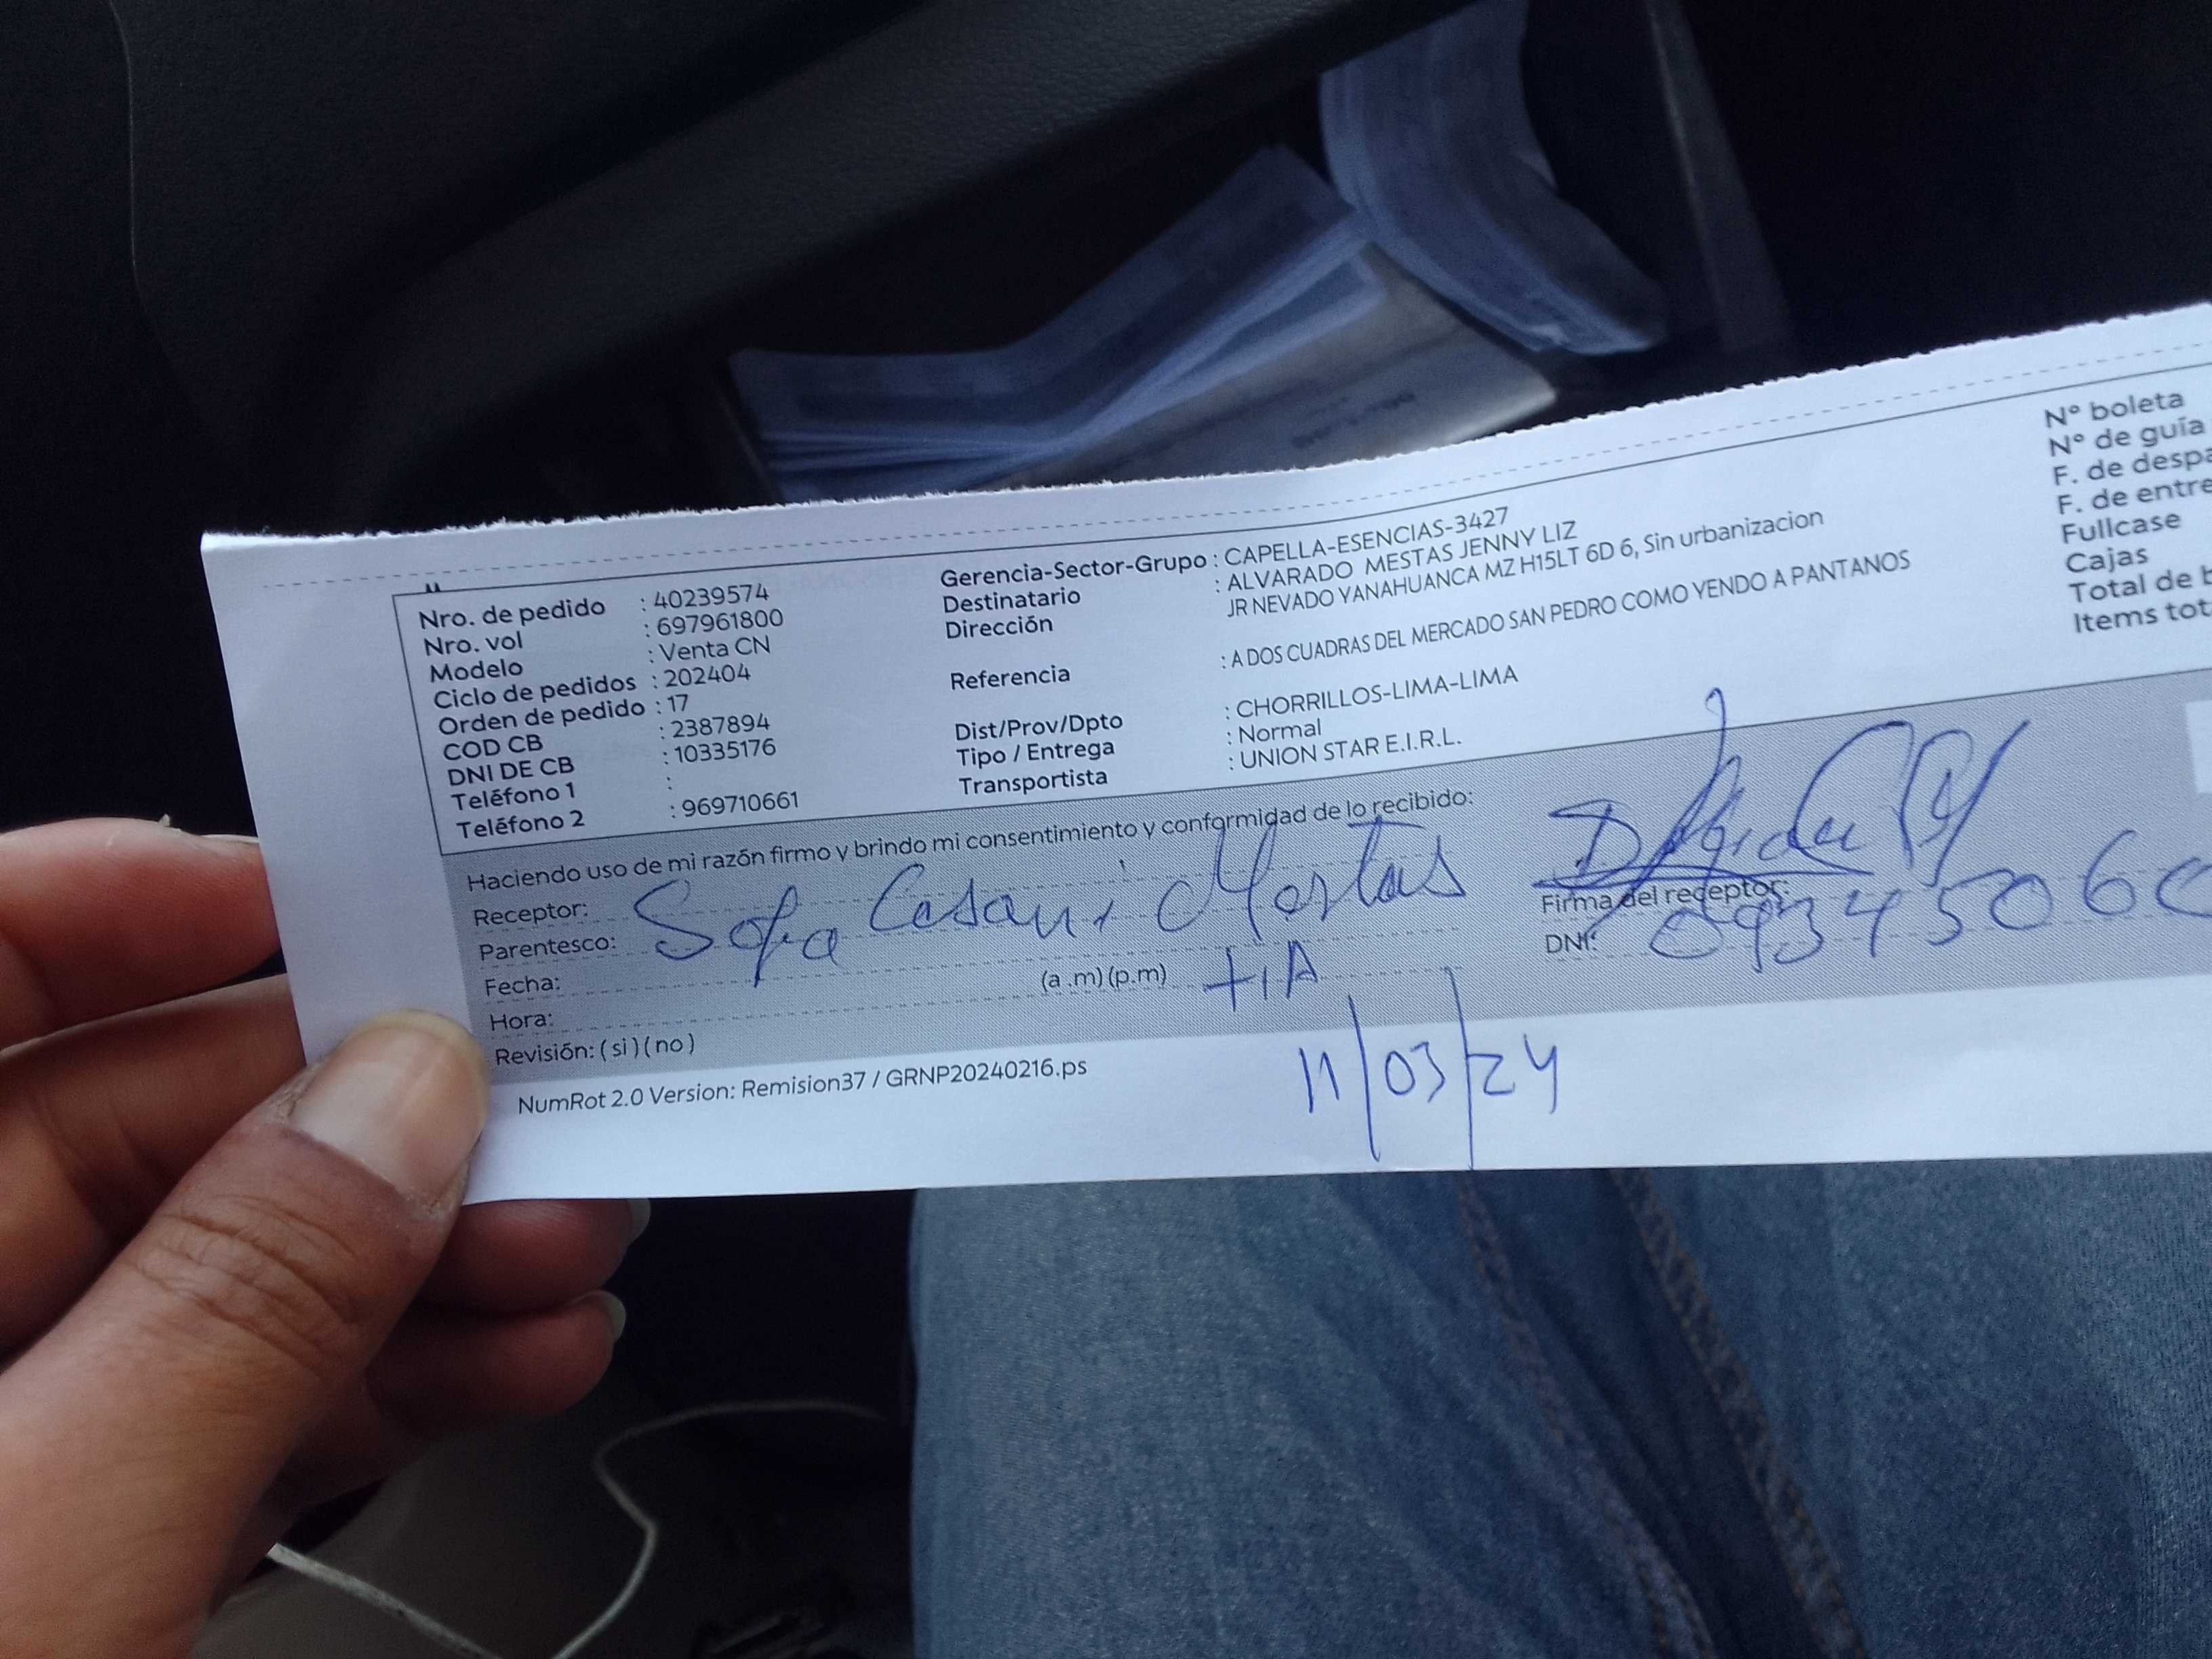 Nro. de pedido : 40239574
Nro. vol : 697961800
Modelo : Venta CN
Ciclo de pedidos : 202404
Orden de pedido : 17
COD CB : 2387894
DNI DE CB : 10335176
Teléfono 1 :
Teléfono 2 : 969710661
Gerencia-Sector-Grupo : CAPELLA-ESENCIAS-3427
Destinatario : ALVARADO MESTAS JENNY LIZ
Dirección JR NEVADO YANAHUANCA MZ H15LT 6D 6, Sin urbanizacion
Referencia : A DOS CUADRAS DEL MERCADO SAN PEDRO COMO YENDO A PANTANOS
Dist/Prov/Dpto : CHORRILLOS-LIMA-LIMA
Tipo / Entrega : Normal
Transportista : UNION STAR E.I.R.L.
N° boleta
N° de guía
F. de despa
F. de entre
Fullcase
Cajas
Total de b
Items tot
Haciendo uso de mi razón firmo y brindo mi consentimiento y conformidad de lo recibido:
Receptor:
Parentesco: Sofia Mestas
Fecha: (a.m)(p.m) tiA
Hora:
Revisión: (si)(no)
Firma del receptor:
DNI: 0934506
11/03/24
NumRot 2.0 Version: Remision37 / GRNP20240216.ps